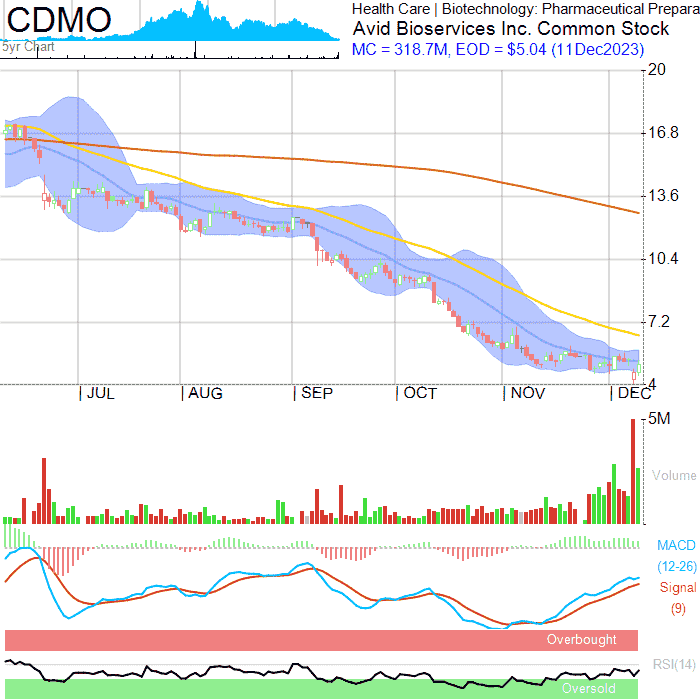 CDMO
5yr Chart
Health Care | Biotechnology: Pharmaceutical Prepara
Avid Bioservices Inc. Common Stock
MC = 318.7M, EOD = $5.04 (11Dec2023)
20
16.8
13.6
10.4
7.2
4
JUL
AUG
SEP
OCT
NOV
DEC
5M
Volume
MACD
(12-26)
Signal
(9)
Overbought
RSI(14)
Oversold